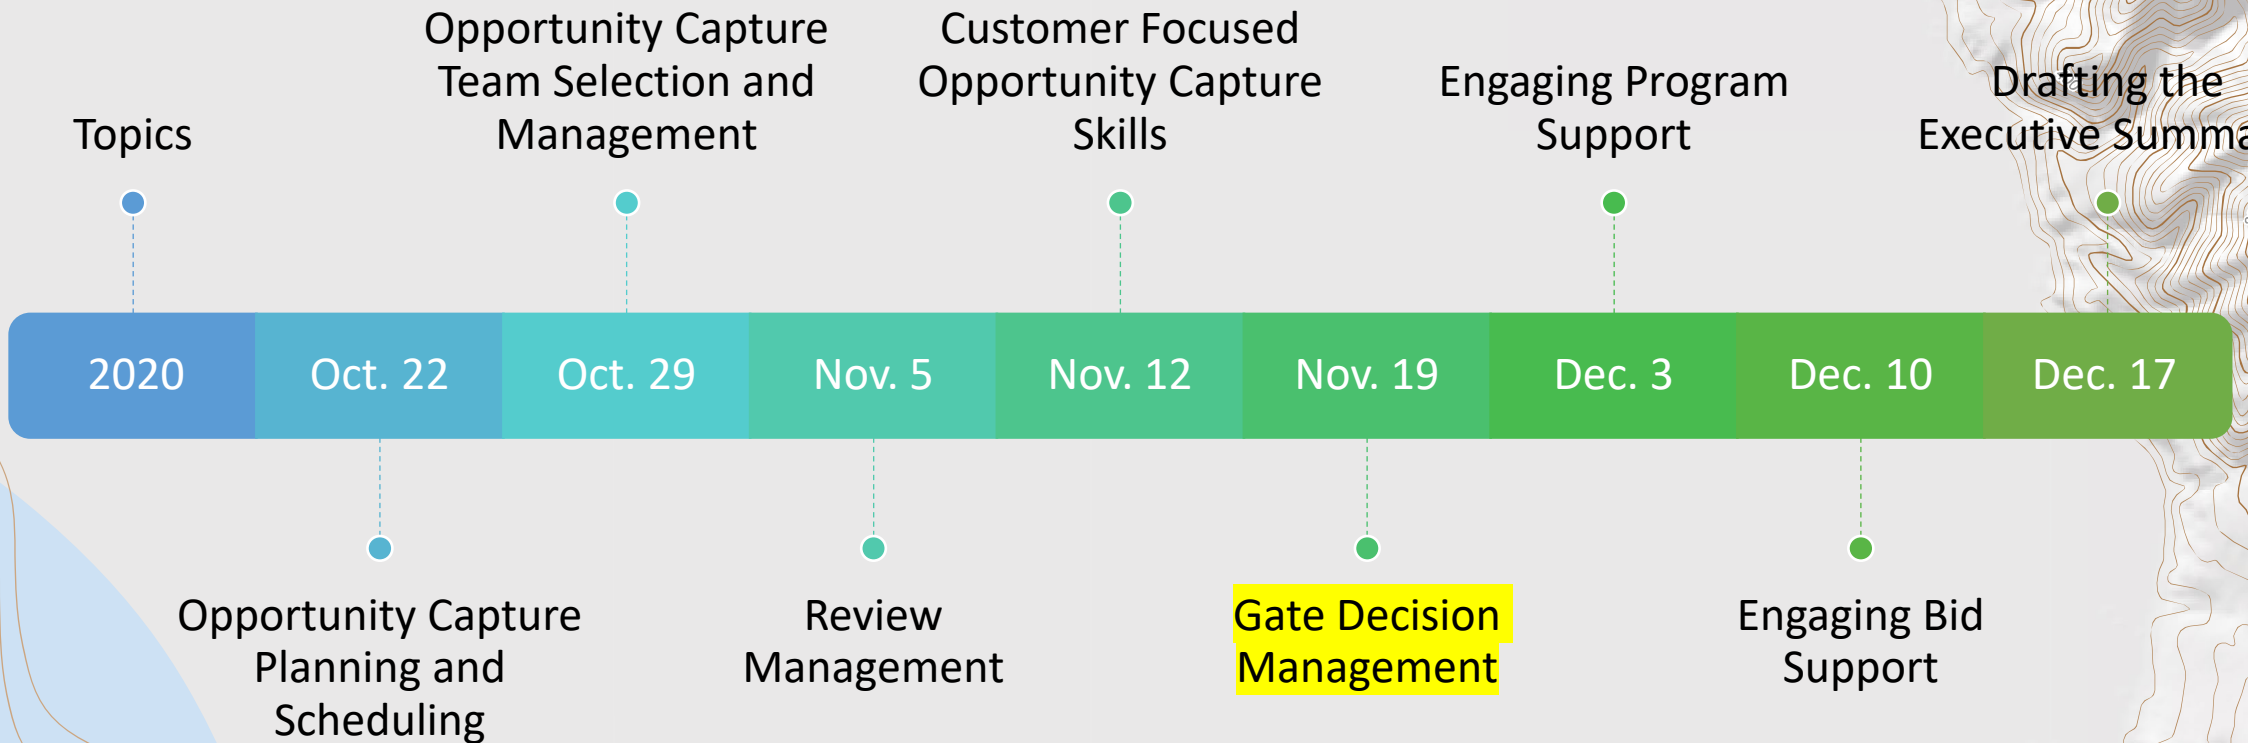 Topics
Opportunity Capture
Team Selection and
Management
Customer Focused
Opportunity Capture
Skills
Engaging Program
Support
Drafting the
Executive Summa
2020
Oct. 22
Oct. 29
Nov. 5
Nov. 12
Nov. 19
Dec. 3
Dec. 10
Dec. 17
Opportunity Capture
Planning and
Scheduling
Review
Management
Gate Decision
Management
Engaging Bid
Support